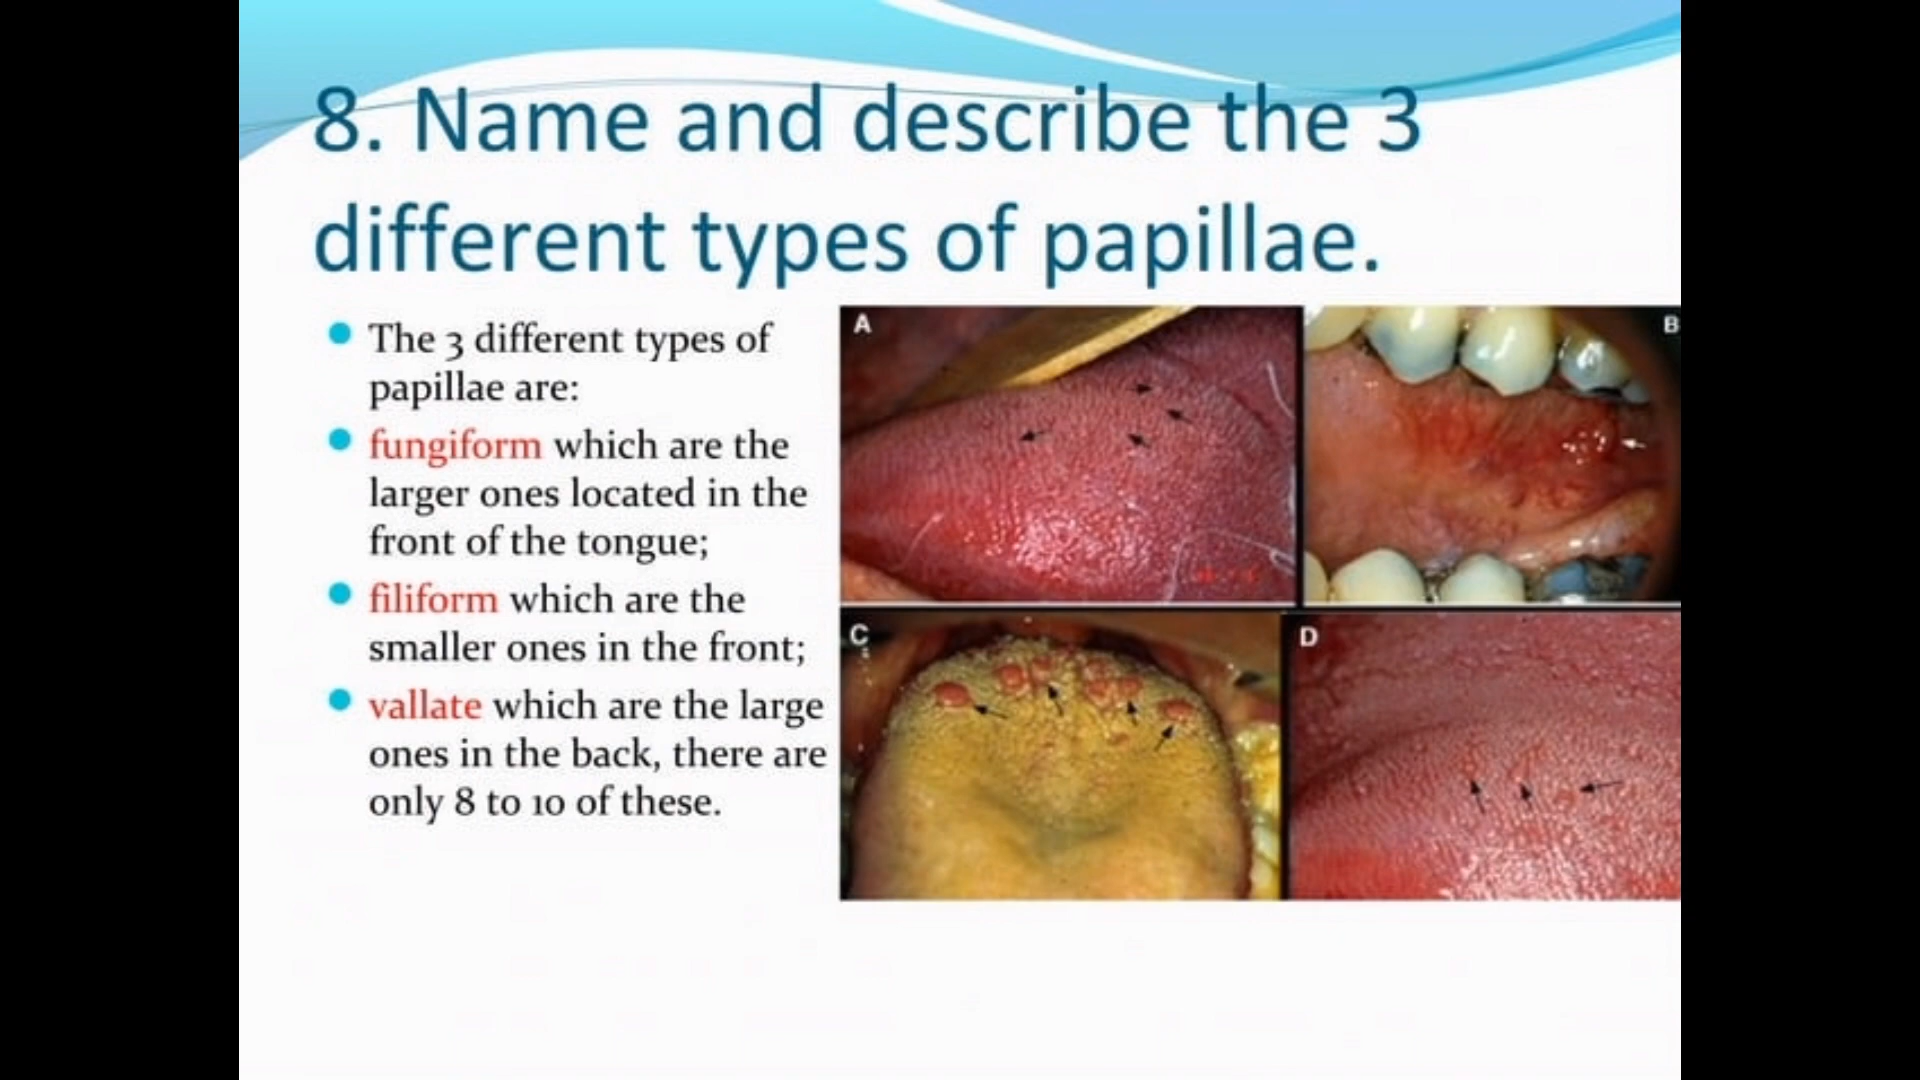 8. Name and describe the 3
different types of papillae.
The 3 different types of
papillae are:
fungiform which are the
larger ones located in the
front of the tongue;
filiform which are the
smaller ones in the front;
vallate which are the large
ones in the back, there are
only 8 to 10 of these.
A
B
C
D